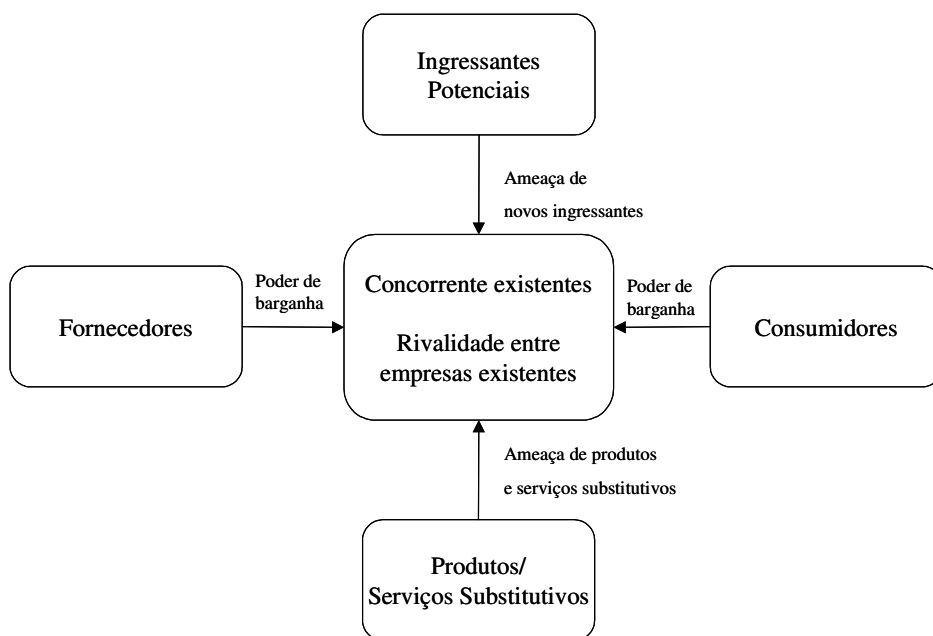 Ingressantes
Potenciais
Ameaça de
novos ingressantes
Fornecedores
Poder de
barganha
Concorrente existentes
Rivalidade entre
empresas existentes
Poder de
barganha
Consumidores
Ameaça de produtos
e serviços substitutivos
Produtos/
Serviços Substitutivos